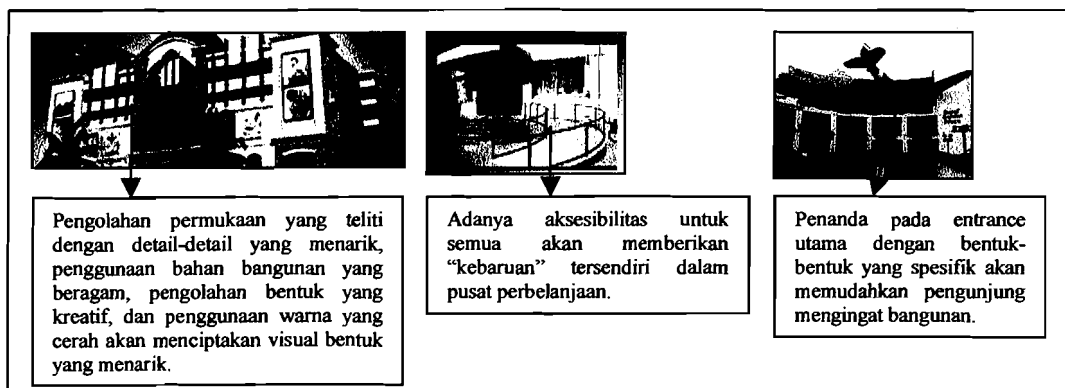 Pengolahan permukaan yang teliti
dengan detail-detail yang menarik,
penggunaan bahan bangunan yang
beragam, pengolahan bentuk yang
kreatif, dan penggunaan warna yang
cerah akan menciptakan visual bentuk
yang menarik.
Adanya aksesibilitas untuk
semua akan memberikan
“kebaruan” tersendiri dalam
pusat perbelanjaan.
Penanda pada entrance
utama dengan bentuk-
bentuk yang spesifik akan
memudahkan pengunjung
mengingat bangunan.